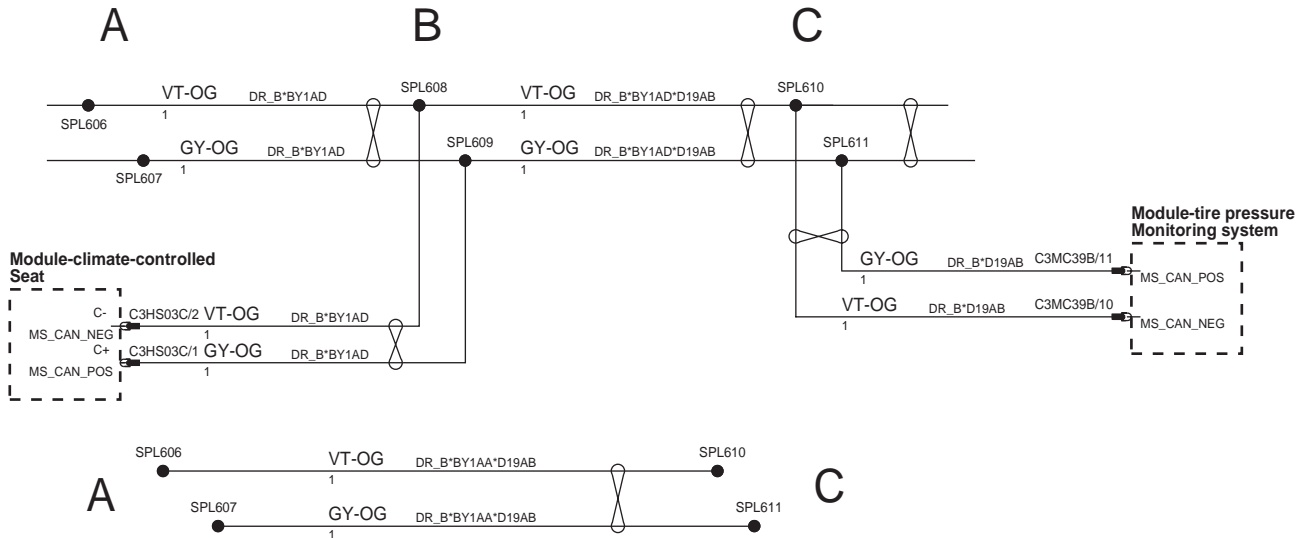 A B C
SPL606 VT-OG 1 DR_B*BY1AD SPL608 VT-OG 1 DR_B*BY1AD*D19AB SPL610
SPL607 GY-OG 1 DR_B*BY1AD SPL609 GY-OG 1 DR_B*BY1AD*D19AB SPL611
Module-tire pressure
Monitoring system
GY-OG 1 DR_B*D19AB C3MC39B/11 MS_CAN_POS
VT-OG 1 DR_B*D19AB C3MC39B/10 MS_CAN_NEG
Module-climate-controlled
Seat
C- MS_CAN_NEG C3HS03C/2 VT-OG 1 DR_B*BY1AD
C+ MS_CAN_POS C3HS03C/1 GY-OG 1 DR_B*BY1AD
A
SPL606 VT-OG 1 DR_B*BY1AA*D19AB SPL610
SPL607 GY-OG 1 DR_B*BY1AA*D19AB SPL611
C